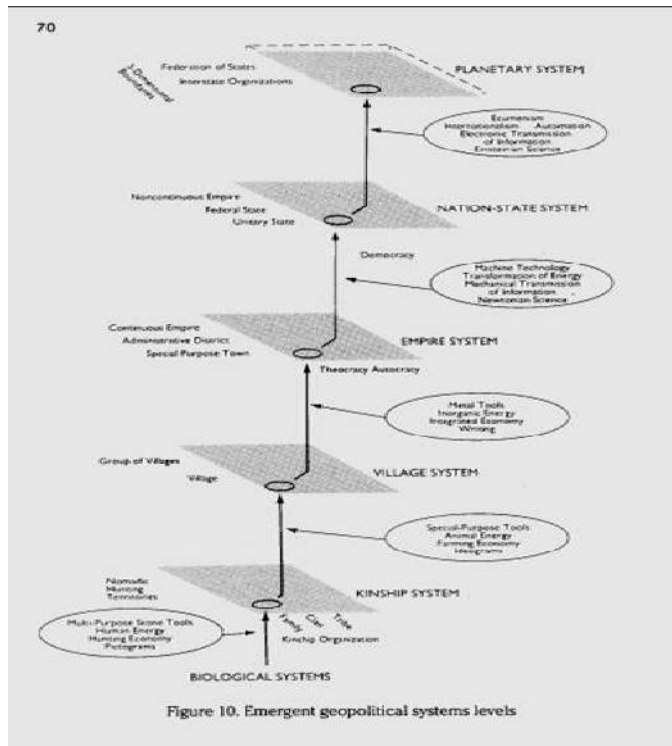 70
PLANETARY SYSTEM
Federation of States
Interstate Organizations
3-Dimensional
Boundaries
Ecumenism
Internationalism Automation
Electronic Transmission
of Information
Einsteinian Science
Noncontinuous Empire
Federal State
Unitary State
NATION-STATE SYSTEM
Democracy
Machine Technology
Transformation of Energy
Mechanical Transmission
of Information
Newtonian Science
Continuous Empire
Administrative District
Special Purpose Town
EMPIRE SYSTEM
Theocracy Autocracy
Metal Tools
Inorganic Energy
Integrated Economy
Writing
Group of Villages
Village
VILLAGE SYSTEM
Special-Purpose Tools
Animal Energy
Farming Economy
Ideograms
Nomadic
Hunting
Territories
KINSHIP SYSTEM
Family Clan Tribe
Kinship Organization
Multi-Purpose Stone Tools
Human Energy
Hunting Economy
Pictograms
BIOLOGICAL SYSTEMS
Figure 10. Emergent geopolitical systems levels